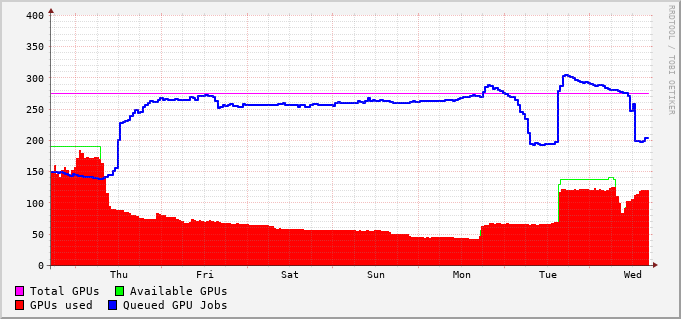 400
350
300
250
200
150
100
50
0
Thu Fri Sat Sun Mon Tue Wed
Total GPUs Available GPUs
GPUs used Queued GPU Jobs
RRDTOOL / TOBI OETIKER